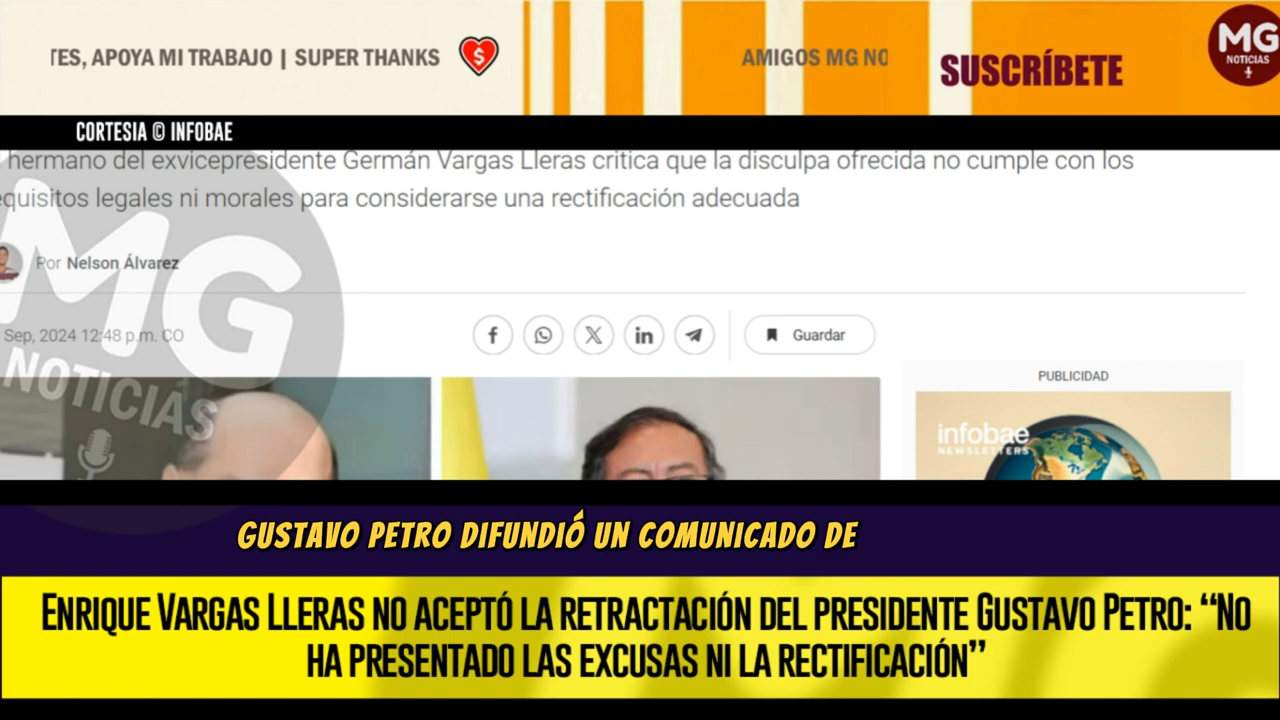 TES, APOYA MI TRABAJO | SUPER THANKS
AMIGOS MG NO
SUSCRÍBETE
MG
NOTICIAS
CORTESIA © INFOBAE
hermano del exvicepresidente Germán Vargas Lleras critica que la disculpa ofrecida no cumple con los
equisitos legales ni morales para considerarse una rectificación adecuada
Por Nelson Álvarez
Sep, 2024 12:48 p.m. CO
Guardar
MG
NOTICIAS
PUBLICIDAD
infobae
NEWSLETTERS
GUSTAVO PETRO DIFUNDIÓ UN COMUNICADO DE
ENRIQUE VARGAS LLERAS NO ACEPTÓ LA RETRACTACIÓN DEL PRESIDENTE GUSTAVO PETRO: “NO
HA PRESENTADO LAS EXCUSAS NI LA RECTIFICACIÓN”